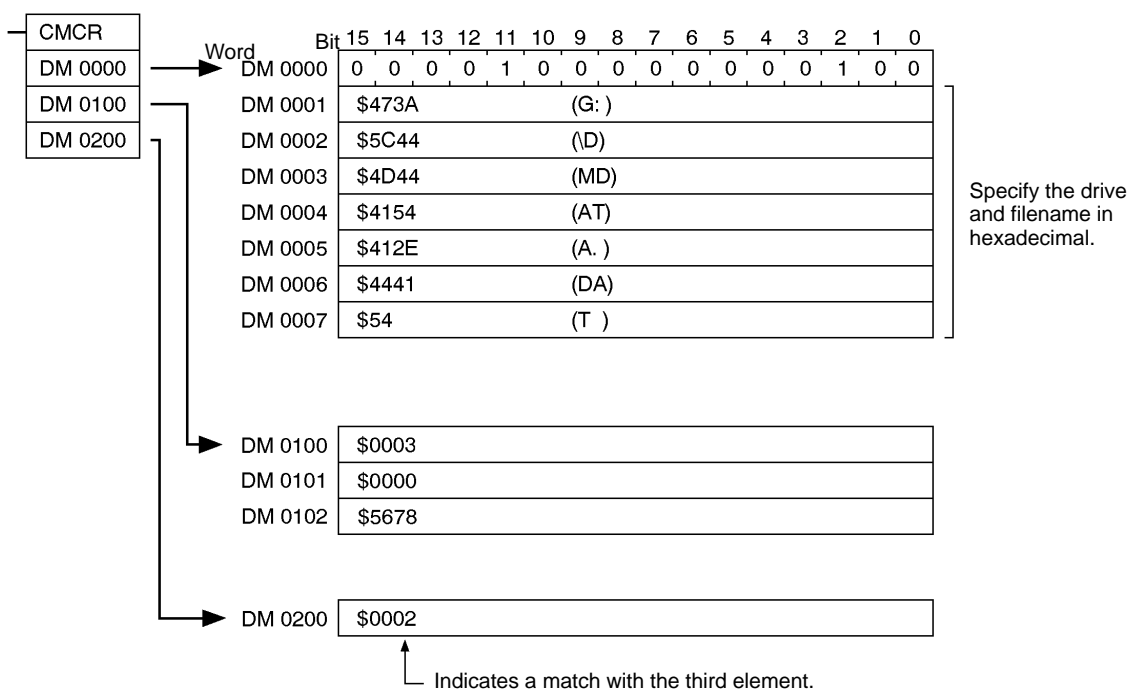 CMCR
DM 0000
DM 0100
DM 0200
Word Bit 15 14 13 12 11 10 9 8 7 6 5 4 3 2 1 0
DM 0000 0 0 0 0 1 0 0 0 0 0 0 0 0 1 0 0
DM 0001 $473A (G: )
DM 0002 $5C44 (\D)
DM 0003 $4D44 (MD)
DM 0004 $4154 (AT)
DM 0005 $412E (A. )
DM 0006 $4441 (DA)
DM 0007 $54 (T )
Specify the drive
and filename in
hexadecimal.
DM 0100 $0003
DM 0101 $0000
DM 0102 $5678
DM 0200 $0002
Indicates a match with the third element.